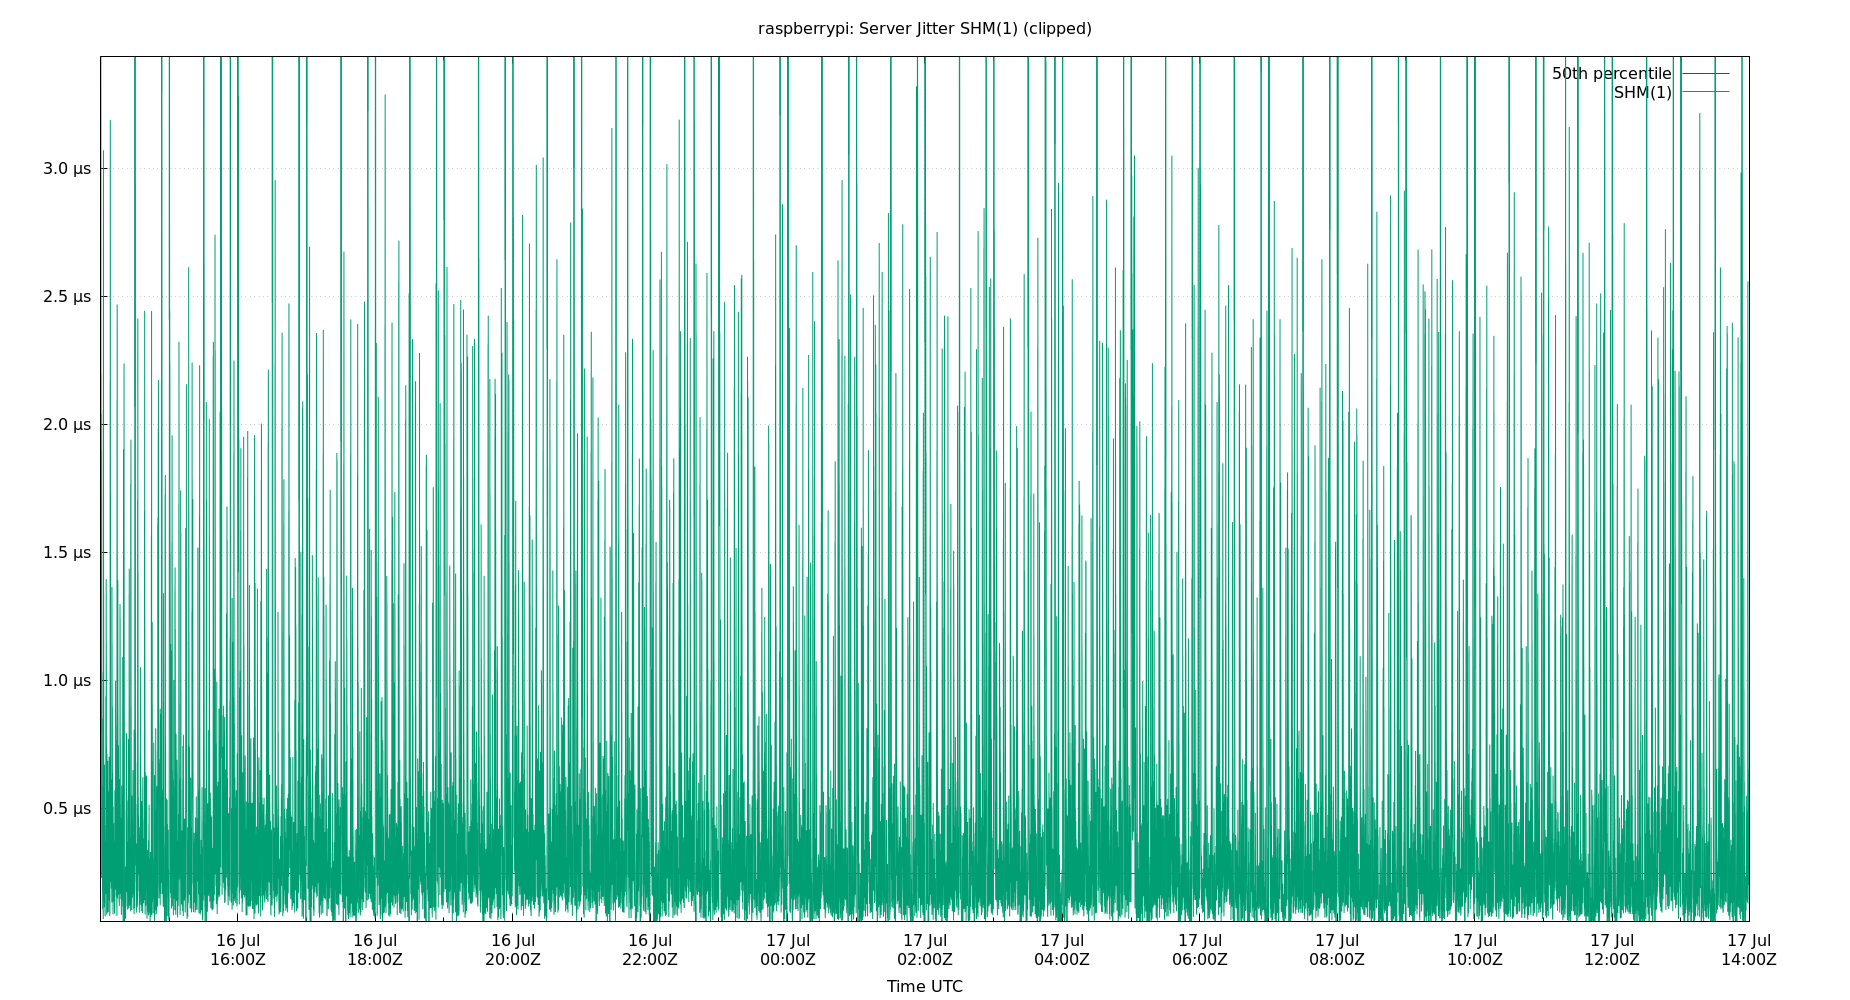 raspberrypi: Server Jitter SHM(1) (clipped)
50th percentile
SHM(1)
3.0 µs
2.5 µs
2.0 µs
1.5 µs
1.0 µs
0.5 µs
16 Jul 16 Jul 16 Jul 16 Jul 17 Jul 17 Jul 17 Jul 17 Jul 17 Jul 17 Jul 17 Jul 17 Jul
16:00Z 18:00Z 20:00Z 22:00Z 00:00Z 02:00Z 04:00Z 06:00Z 08:00Z 10:00Z 12:00Z 14:00Z
Time UTC